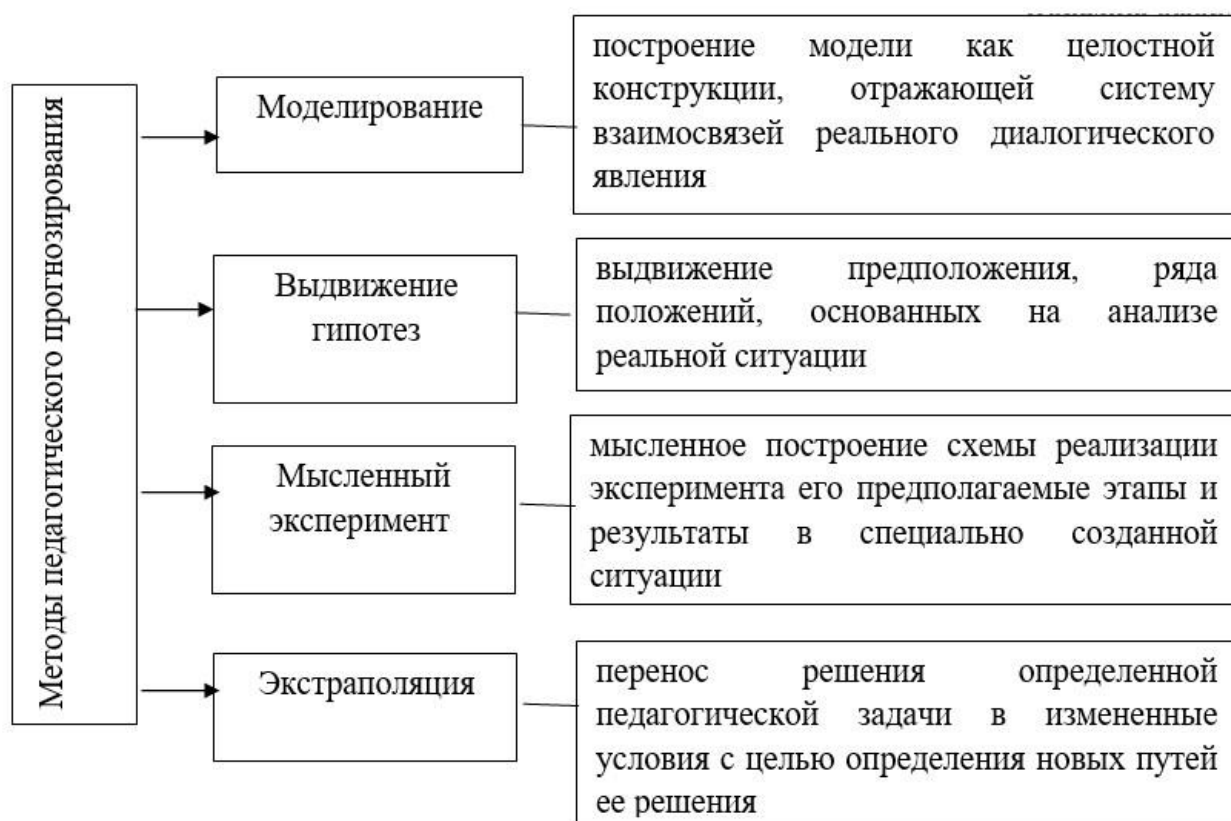 Методы педагогического прогнозирования
Моделирование
построение модели как целостной
конструкции, отражающей систему
взаимосвязей реального диалогического
явления
Выдвижение
гипотез
выдвижение предположения, ряда
положений, основанных на анализе
реальной ситуации
Мысленный
эксперимент
мысленное построение схемы реализации
эксперимента его предполагаемые этапы и
результаты в специально созданной
ситуации
Экстраполяция
перенос решения определенной
педагогической задачи в измененные
условия с целью определения новых путей
ее решения